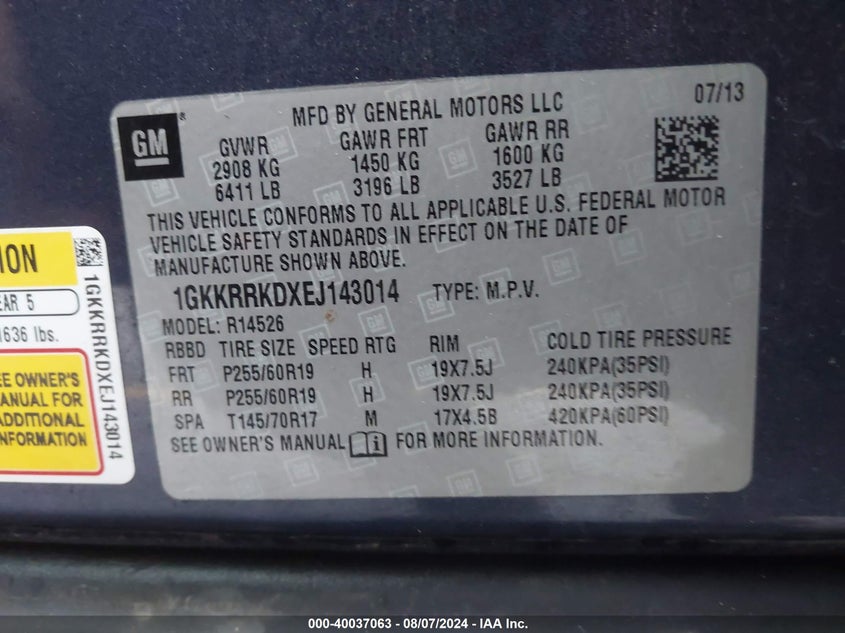 MFD BY GENERAL MOTORS LLC 07/13
GM ®
GVWR GAWR FRT GAWR RR
2908 KG 1450 KG 1600 KG
6411 LB 3196 LB 3527 LB
THIS VEHICLE CONFORMS TO ALL APPLICABLE U.S. FEDERAL MOTOR
VEHICLE SAFETY STANDARDS IN EFFECT ON THE DATE OF
MANUFACTURE SHOWN ABOVE.
1GKKRRKDXEJ143014 TYPE: M.P.V.
MODEL: R14526
RBBD TIRE SIZE SPEED RTG RIM COLD TIRE PRESSURE
FRT P255/60R19 H 19X7.5J 240KPA(35PSI)
RR P255/60R19 H 19X7.5J 240KPA(35PSI)
SPA T145/70R17 M 17X4.5B 420KPA(60PSI)
SEE OWNER'S MANUAL i FOR MORE INFORMATION.
ION
EAR 5
1636 lbs.
EE OWNER'S
ANUAL FOR
ADDITIONAL
NFORMATION
1GKKRRKDXEJ143014
000-40037063 - 08/07/2024 - IAA Inc.